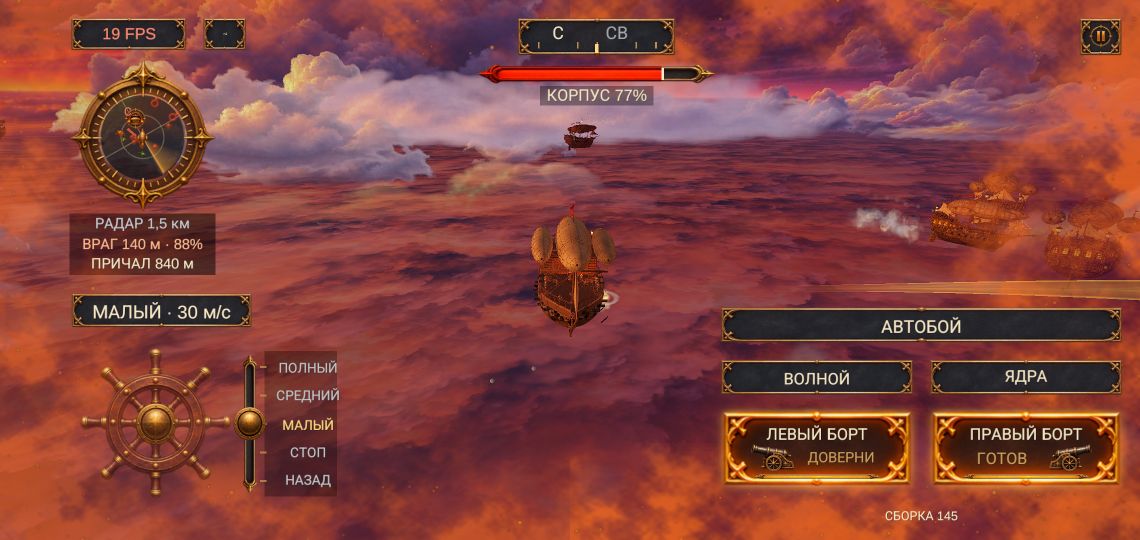 19 FPS
С СВ
КОРПУС 77%
РАДАР 1,5 км
ВРАГ 140 м · 88%
ПРИЧАЛ 840 м
МАЛЫЙ · 30 м/с
ПОЛНЫЙ
СРЕДНИЙ
МАЛЫЙ
СТОП
НАЗАД
АВТОБОЙ
ВОЛНОЙ
ЯДРА
ЛЕВЫЙ БОРТ
ДОВЕРНИ
ПРАВЫЙ БОРТ
ГОТОВ
СБОРКА 145